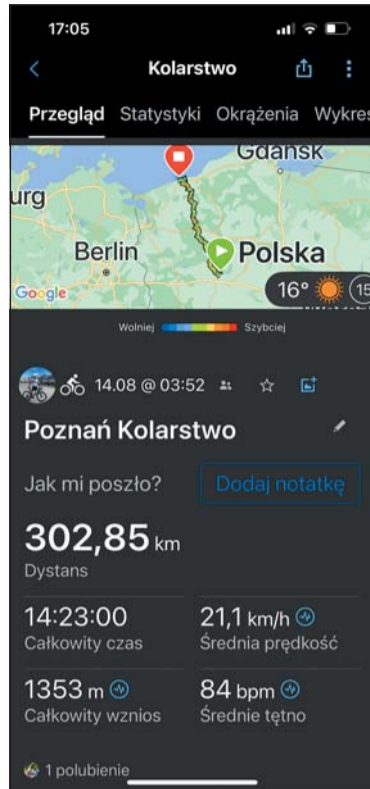 17:05
Kolarstwo
Przegląd Statystyki Okrążenia Wykres
Gdańsk
urg
Berlin
Polska
Google
16° 15
Wolniej Szybciej
14.08 @ 03:52
Poznań Kolarstwo
Jak mi poszło? Dodaj notatkę
302,85 km
Dystans
14:23:00 21,1 km/h
Całkowity czas Średnia prędkość
1353 m 84 bpm
Całkowity wznios Średnie tętno
1 polubienie